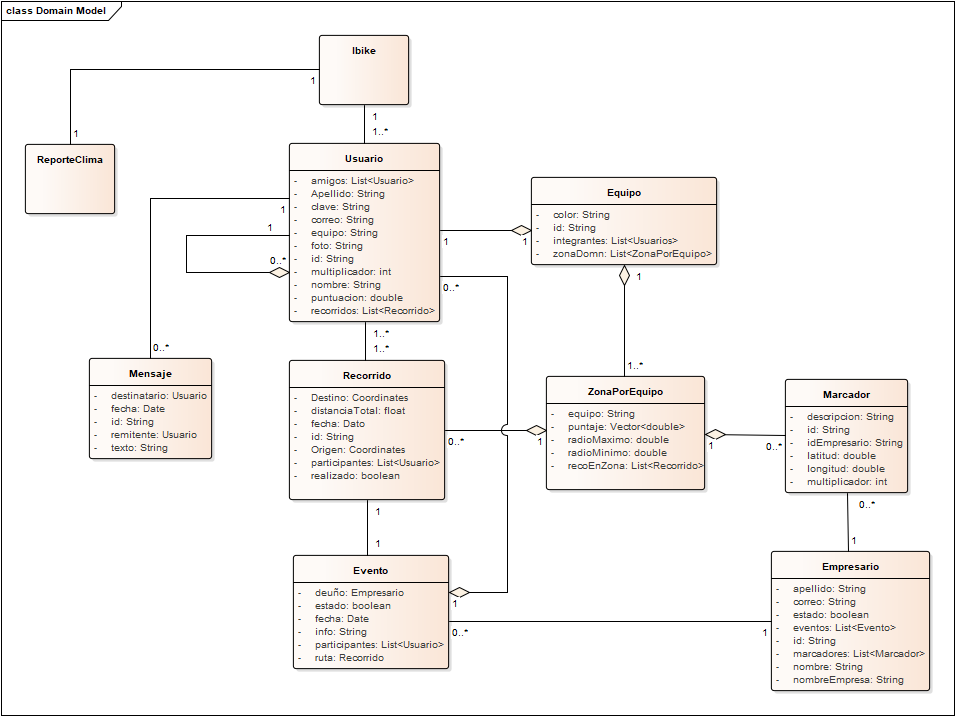 class Domain Model
Ibike
1
1
1
1..*
ReporteClima
Usuario
- amigos: List<Usuario>
- Apellido: String
- clave: String
- correo: String
- equipo: String
- foto: String
- id: String
- multiplicador: int
- nombre: String
- puntuacion: double
- recorridos: List<Recorrido>
1
1
0..*
1
1
0..*
Equipo
- color: String
- id: String
- integrantes: List<Usuarios>
- zonaDomn: List<ZonaPorEquipo>
1
1..*
1..*
1..*
0..*
Mensaje
- destinatario: Usuario
- fecha: Date
- id: String
- remitente: Usuario
- texto: String
Recorrido
- Destino: Coordinates
- distanciaTotal: float
- fecha: Dato
- id: String
- Origen: Coordinates
- participantes: List<Usuario>
- realizado: boolean
0..*
1
ZonaPorEquipo
- equipo: String
- puntaje: Vector<double>
- radioMaximo: double
- radioMinimo: double
- recoEnZona: List<Recorrido>
1
0..*
Marcador
- descripcion: String
- id: String
- idEmpresario: String
- latitud: double
- longitud: double
- multiplicador: int
0..*
1
1
1
Evento
- deuño: Empresario
- estado: boolean
- fecha: Date
- info: String
- participantes: List<Usuario>
- ruta: Recorrido
1
0..*
1
Empresario
- apellido: String
- correo: String
- estado: boolean
- eventos: List<Evento>
- id: String
- marcadores: List<Marcador>
- nombre: String
- nombreEmpresa: String